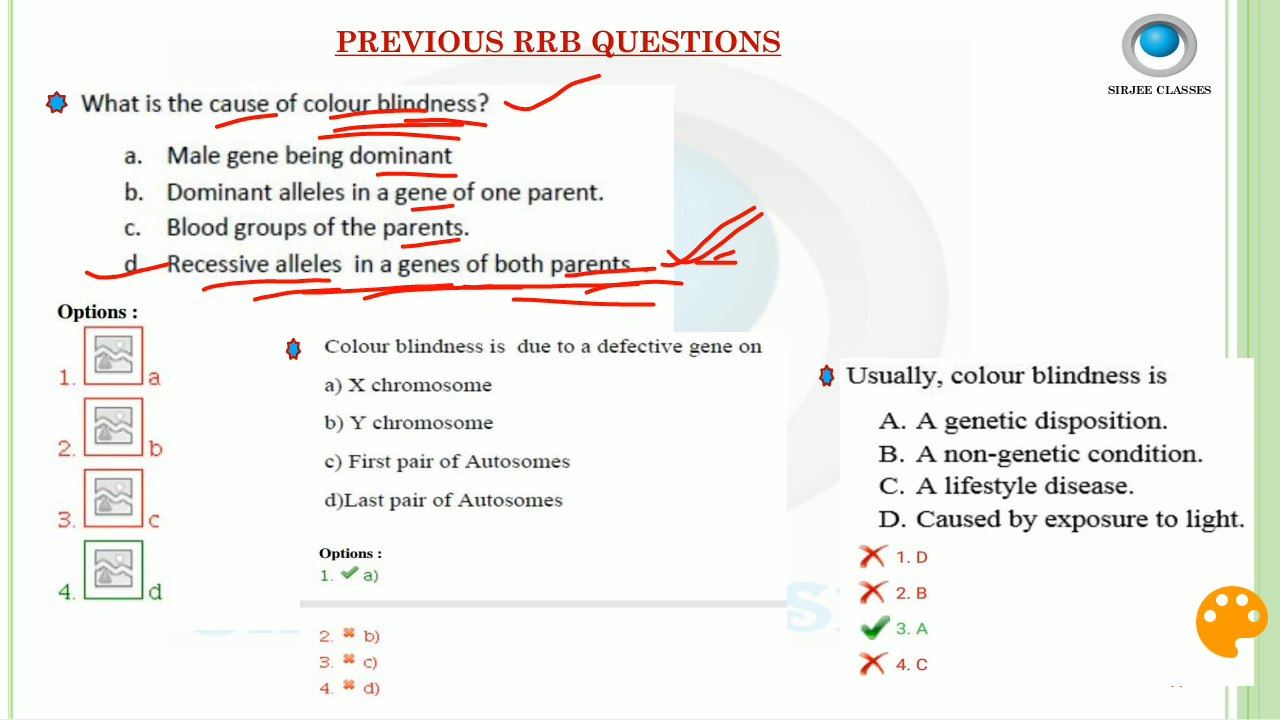 PREVIOUS RRB QUESTIONS
SIRJEE CLASSES
What is the cause of colour blindness?
a. Male gene being dominant
b. Dominant alleles in a gene of one parent.
c. Blood groups of the parents.
d. Recessive alleles in a genes of both parents
Options :
1. a
2. b
3. c
4. d
Colour blindness is due to a defective gene on
a) X chromosome
b) Y chromosome
c) First pair of Autosomes
d)Last pair of Autosomes
Options :
1. a)
2. b)
3. c)
4. d)
Usually, colour blindness is
A. A genetic disposition.
B. A non-genetic condition.
C. A lifestyle disease.
D. Caused by exposure to light.
1. D
2. B
3. A
4. C